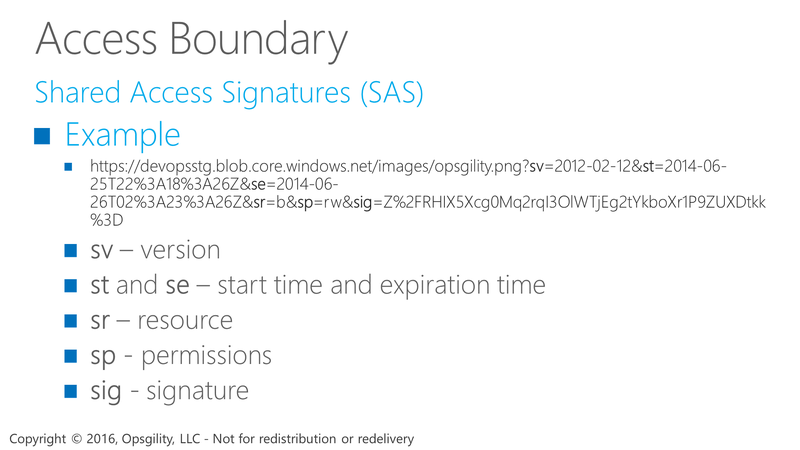 Access Boundary
Shared Access Signatures (SAS)
Example
https://devopsstg.blob.core.windows.net/images/opsgility.png?sv=2012-02-12&st=2014-06-
25T22%3A18%3A26Z&se=2014-06-
26T02%3A23%3A26Z&sr=b&sp=rw&sig=Z%2FRHIX5Xcg0Mq2rqI3OlWTjEg2tYkboXr1P9ZUXDtkk
%3D
sv – version
st and se – start time and expiration time
sr – resource
sp - permissions
sig - signature
Copyright © 2016, Opsgility, LLC - Not for redistribution or redelivery